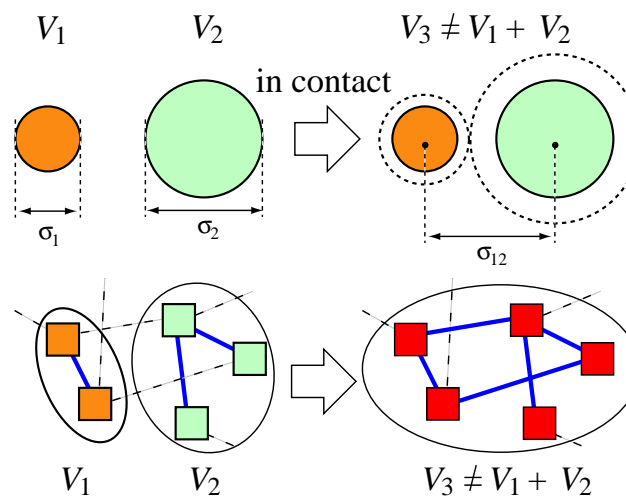 V₁ V₂ V₃ ≠ V₁ + V₂
in contact
σ₁ σ₂ σ₁₂
V₁ V₂ V₃ ≠ V₁ + V₂